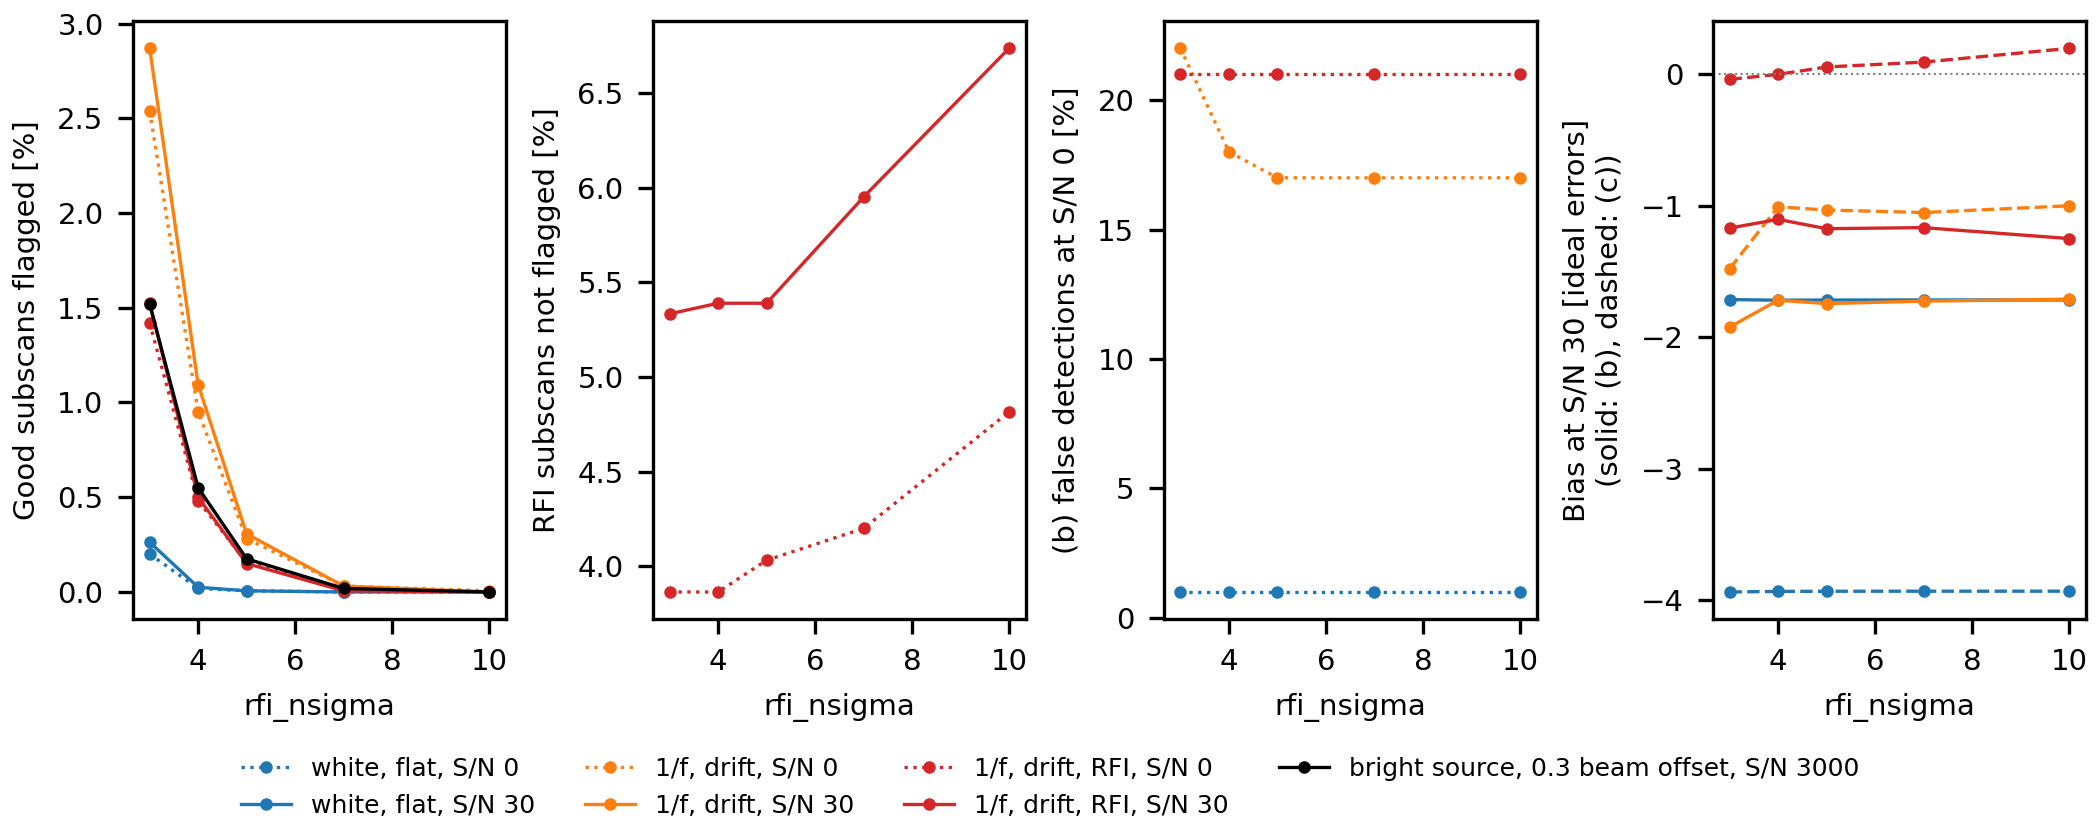 Good subscans flagged [%]
3.0
2.5
2.0
1.5
1.0
0.5
0.0
4 6 8 10
rfi_nsigma
RFI subscans not flagged [%]
6.5
6.0
5.5
5.0
4.5
4.0
4 6 8 10
rfi_nsigma
(b) false detections at S/N 0 [%]
20
15
10
5
0
4 6 8 10
rfi_nsigma
Bias at S/N 30 [ideal errors]
(solid: (b), dashed: (c))
0
−1
−2
−3
−4
4 6 8 10
rfi_nsigma
white, flat, S/N 0
white, flat, S/N 30
1/f, drift, S/N 0
1/f, drift, S/N 30
1/f, drift, RFI, S/N 0
1/f, drift, RFI, S/N 30
bright source, 0.3 beam offset, S/N 3000